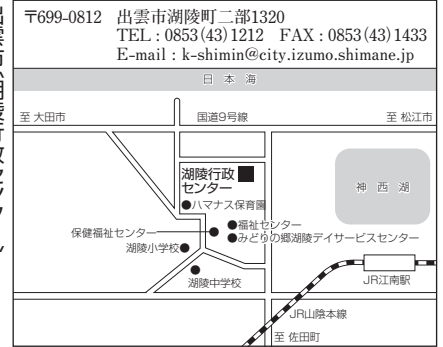 〒699-0812　出雲市湖陵町二部1320
TEL : 0853(43)1212　FAX : 0853(43)1433
E-mail : k-shimin@city.izumo.shimane.jp
日本海
至 大田市
国道9号線
至 松江市
湖陵行政
センター
神西湖
ハマナス保育園
福祉センター
保健福祉センター
みどりの郷湖陵デイサービスセンター
湖陵小学校
湖陵中学校
JR江南駅
JR山陰本線
至 佐田町